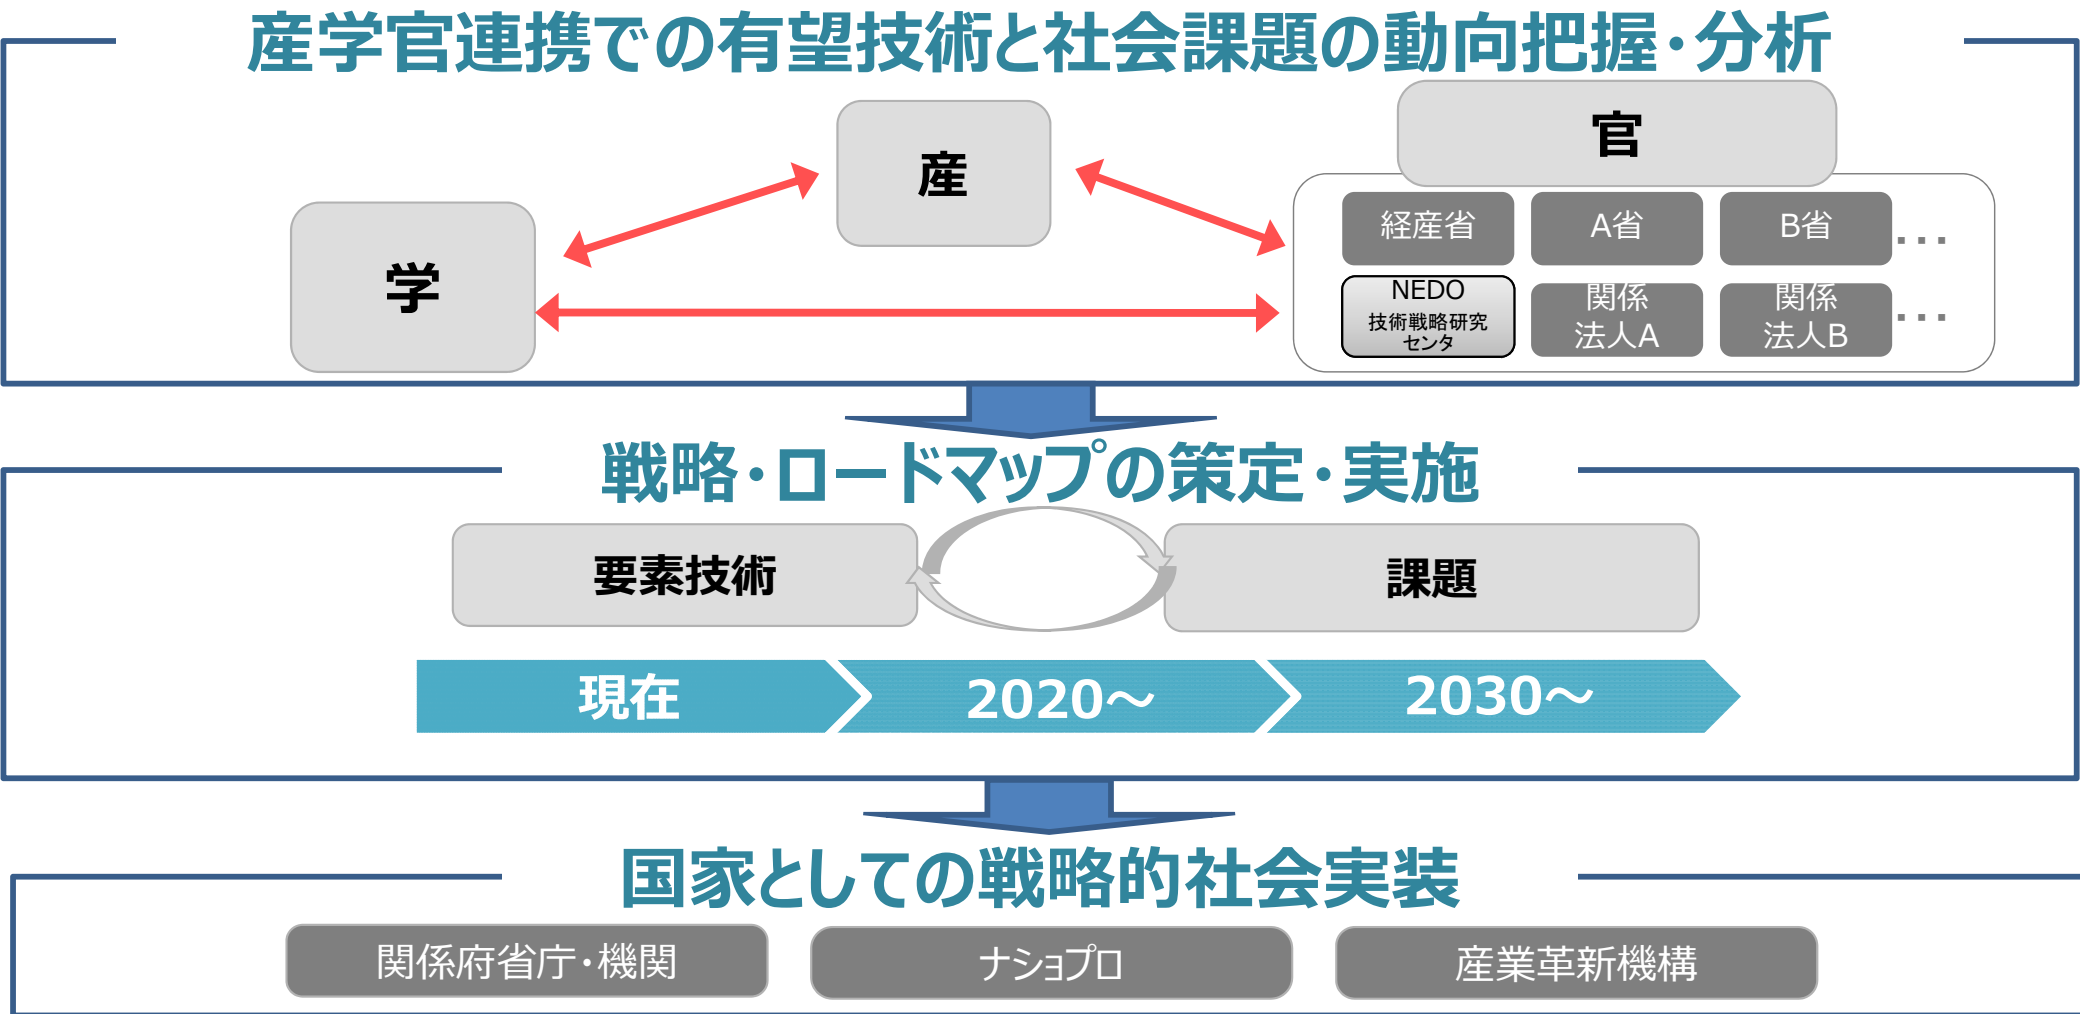 産学官連携での有望技術と社会課題の動向把握・分析
官
産
学
経産省
A省
B省
・・・
NEDO
技術戦略研究
センタ
関係
法人A
関係
法人B
・・・
戦略・ロードマップの策定・実施
要素技術
課題
現在
2020～
2030～
国家としての戦略的社会実装
関係府省庁・機関
ナショプロ
産業革新機構